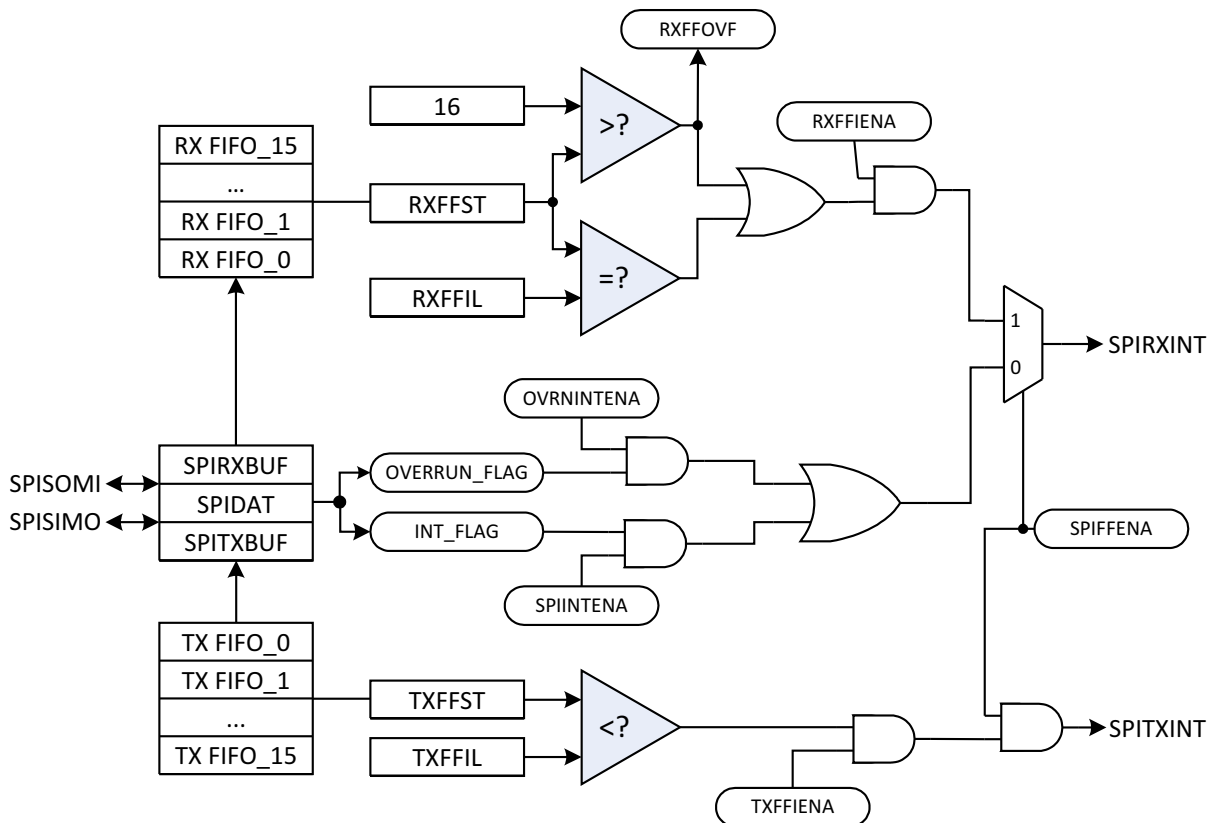 RXFFOVF
16
>?
RXFFIENA
RX FIFO_15
...
RX FIFO_1
RX FIFO_0
RXFFST
RXFFIL
=?
1
0
SPIRXINT
OVRNINTENA
SPISOMI
SPISIMO
SPIRXBUF
SPIDAT
SPITXBUF
OVERRUN_FLAG
INT_FLAG
SPIINTENA
SPIFFENA
TX FIFO_0
TX FIFO_1
...
TX FIFO_15
TXFFST
TXFFIL
<?
TXFFIENA
SPITXINT